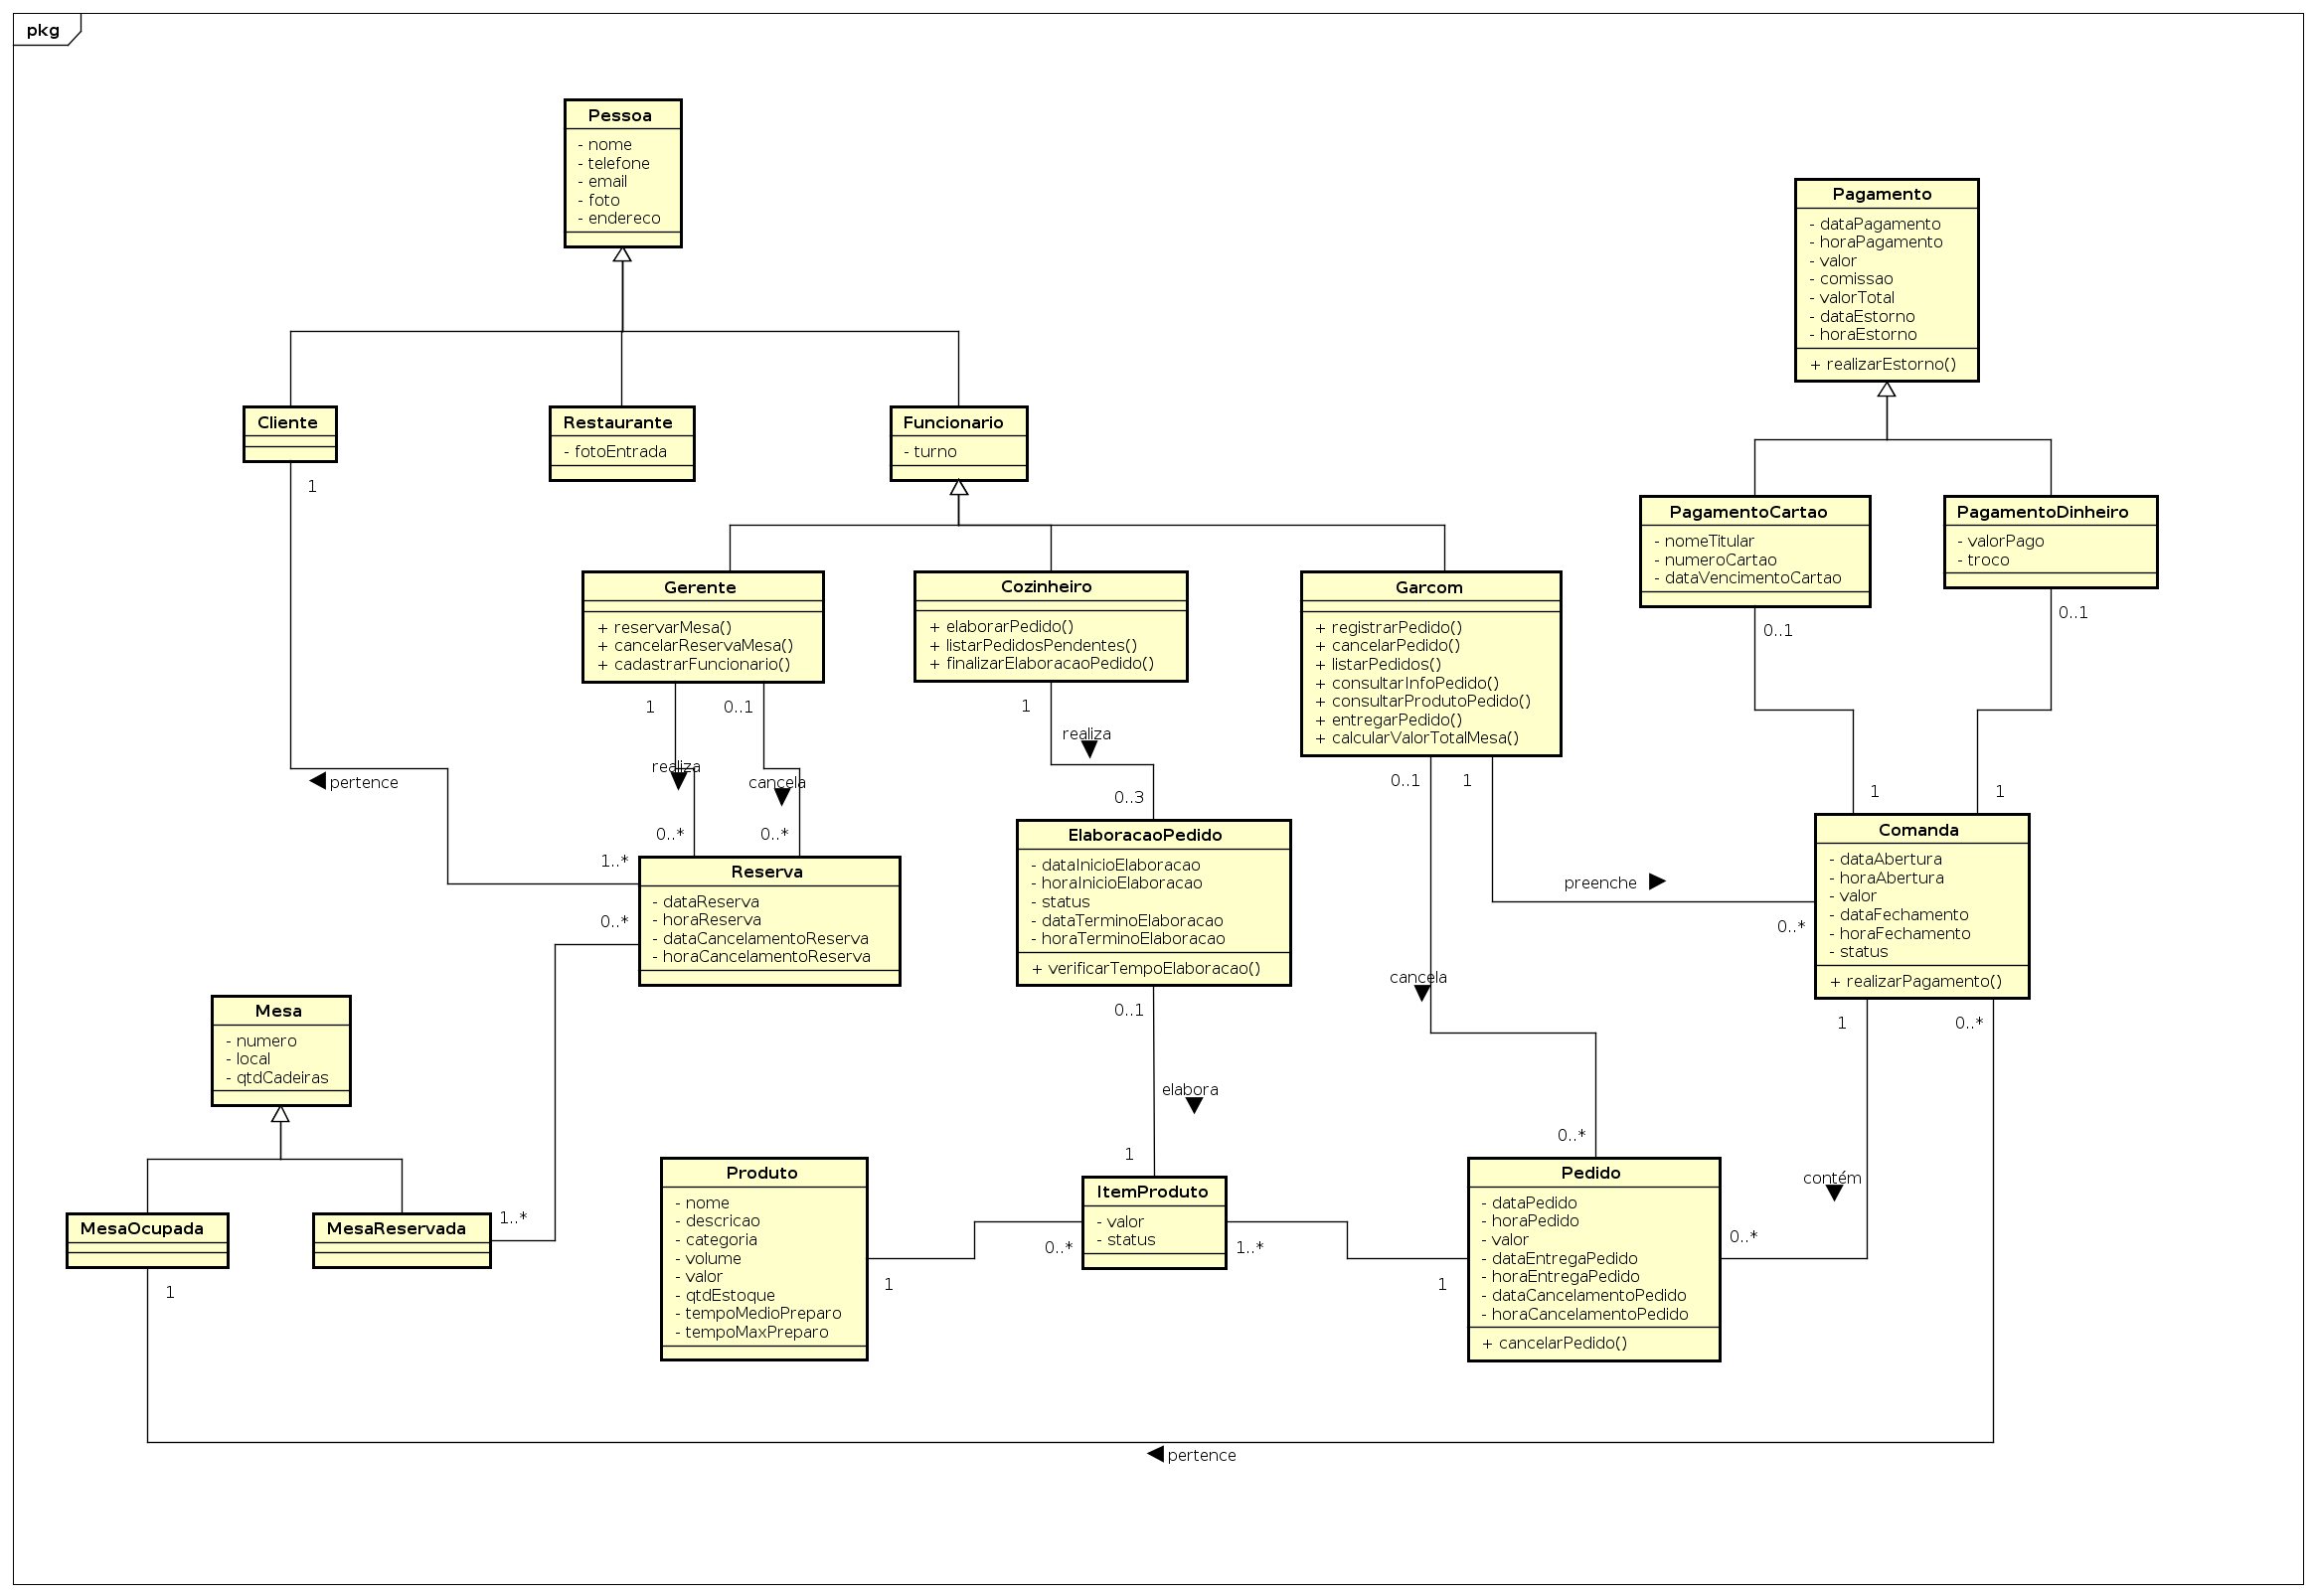 pkg
Pessoa
- nome
- telefone
- email
- foto
- endereco
Pagamento
- dataPagamento
- horaPagamento
- valor
- comissao
- valorTotal
- dataEstorno
- horaEstorno
+ realizarEstorno()
Cliente
1
Restaurante
- fotoEntrada
Funcionario
- turno
PagamentoCartao
- nomeTitular
- numeroCartao
- dataVencimentoCartao
0..1
PagamentoDinheiro
- valorPago
- troco
0..1
Gerente
+ reservarMesa()
+ cancelarReservaMesa()
+ cadastrarFuncionario()
1
0..1
Cozinheiro
+ elaborarPedido()
+ listarPedidosPendentes()
+ finalizarElaboracaoPedido()
1
realiza
0..3
Garcom
+ registrarPedido()
+ cancelarPedido()
+ listarPedidos()
+ consultarInfoPedido()
+ consultarProdutoPedido()
+ entregarPedido()
+ calcularValorTotalMesa()
0..1
1
1
1
pertence
realiza
cancela
0..*
0..*
1..*
Reserva
- dataReserva
- horaReserva
- dataCancelamentoReserva
- horaCancelamentoReserva
0..*
ElaboracaoPedido
- dataInicioElaboracao
- horaInicioElaboracao
- status
- dataTerminoElaboracao
- horaTerminoElaboracao
+ verificarTempoElaboracao()
0..1
preenche
0..*
cancela
Comanda
- dataAbertura
- horaAbertura
- valor
- dataFechamento
- horaFechamento
- status
+ realizarPagamento()
1
0..*
Mesa
- numero
- local
- qtdCadeiras
elabora
1
0..*
contém
MesaOcupada
1
MesaReservada
1..*
Produto
- nome
- descricao
- categoria
- volume
- valor
- qtdEstoque
- tempoMedioPreparo
- tempoMaxPreparo
1
0..*
ItemProduto
- valor
- status
1..*
1
Pedido
- dataPedido
- horaPedido
- valor
- dataEntregaPedido
- horaEntregaPedido
- dataCancelamentoPedido
- horaCancelamentoPedido
+ cancelarPedido()
0..*
pertence